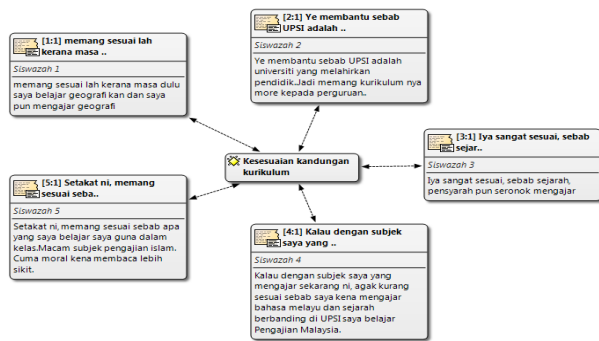 [1:1] memang sesuai lah
kerana masa ..
Siswazah 1
memang sesuai lah kerana masa dulu
saya belajar geografi kan dan saya
pun mengajar geografi
[2:1] Ye membantu sebab
UPSI adalah ..
Siswazah 2
Ye membantu sebab UPSI adalah
universiti yang melahirkan
pendidik.Jadi memang kurikulum nya
more kepada perguruan..
Kesesuaian kandungan
kurikulum
[3:1] Iya sangat sesuai, sebab
sejar..
Siswazah 3
Iya sangat sesuai, sebab sejarah,
pensyarah pun seronok mengajar
[5:1] Setakat ni, memang
sesuai seba..
Siswazah 5
Setakat ni, memang sesuai sebab apa
yang saya belajar saya guna dalam
kelas.Macam subjek pengajian islam.
Cuma moral kena membaca lebih
sikit.
[4:1] Kalau dengan subjek
saya yang ..
Siswazah 4
Kalau dengan subjek saya yang
mengajar sekarang ni, agak kurang
sesuai sebab saya kena mengajar
bahasa melayu dan sejarah
berbanding di UPSI saya belajar
Pengajian Malaysia.